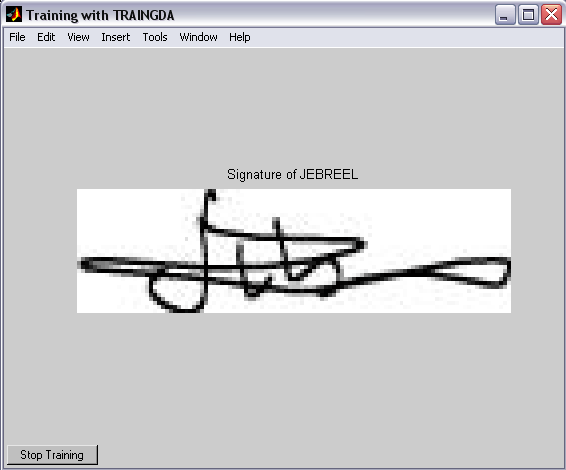 Training with TRAINGDA
File Edit View Insert Tools Window Help
Signature of JEBREEL
Stop Training